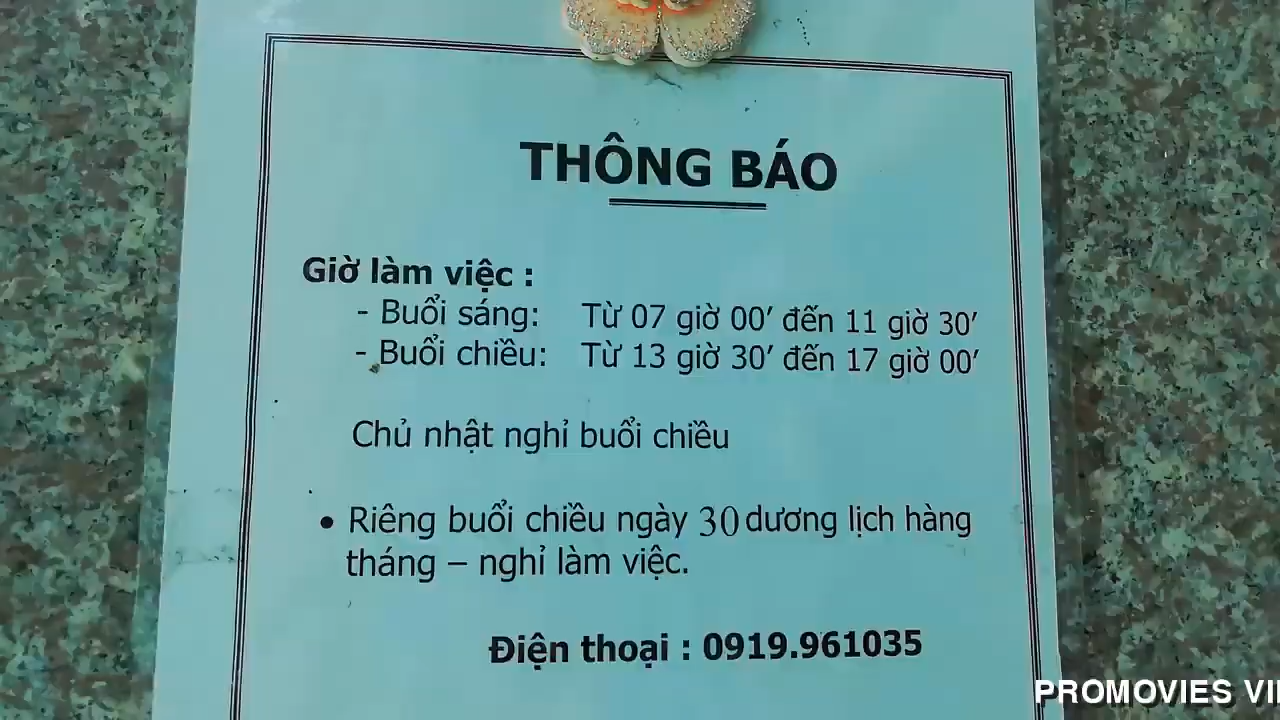 THÔNG BÁO
Giờ làm việc :
- Buổi sáng: Từ 07 giờ 00’ đến 11 giờ 30’
- Buổi chiều: Từ 13 giờ 30’ đến 17 giờ 00’
Chủ nhật nghỉ buổi chiều
• Riêng buổi chiều ngày 30 dương lịch hàng
tháng – nghỉ làm việc.
Điện thoại : 0919.961035
PROMOVIES